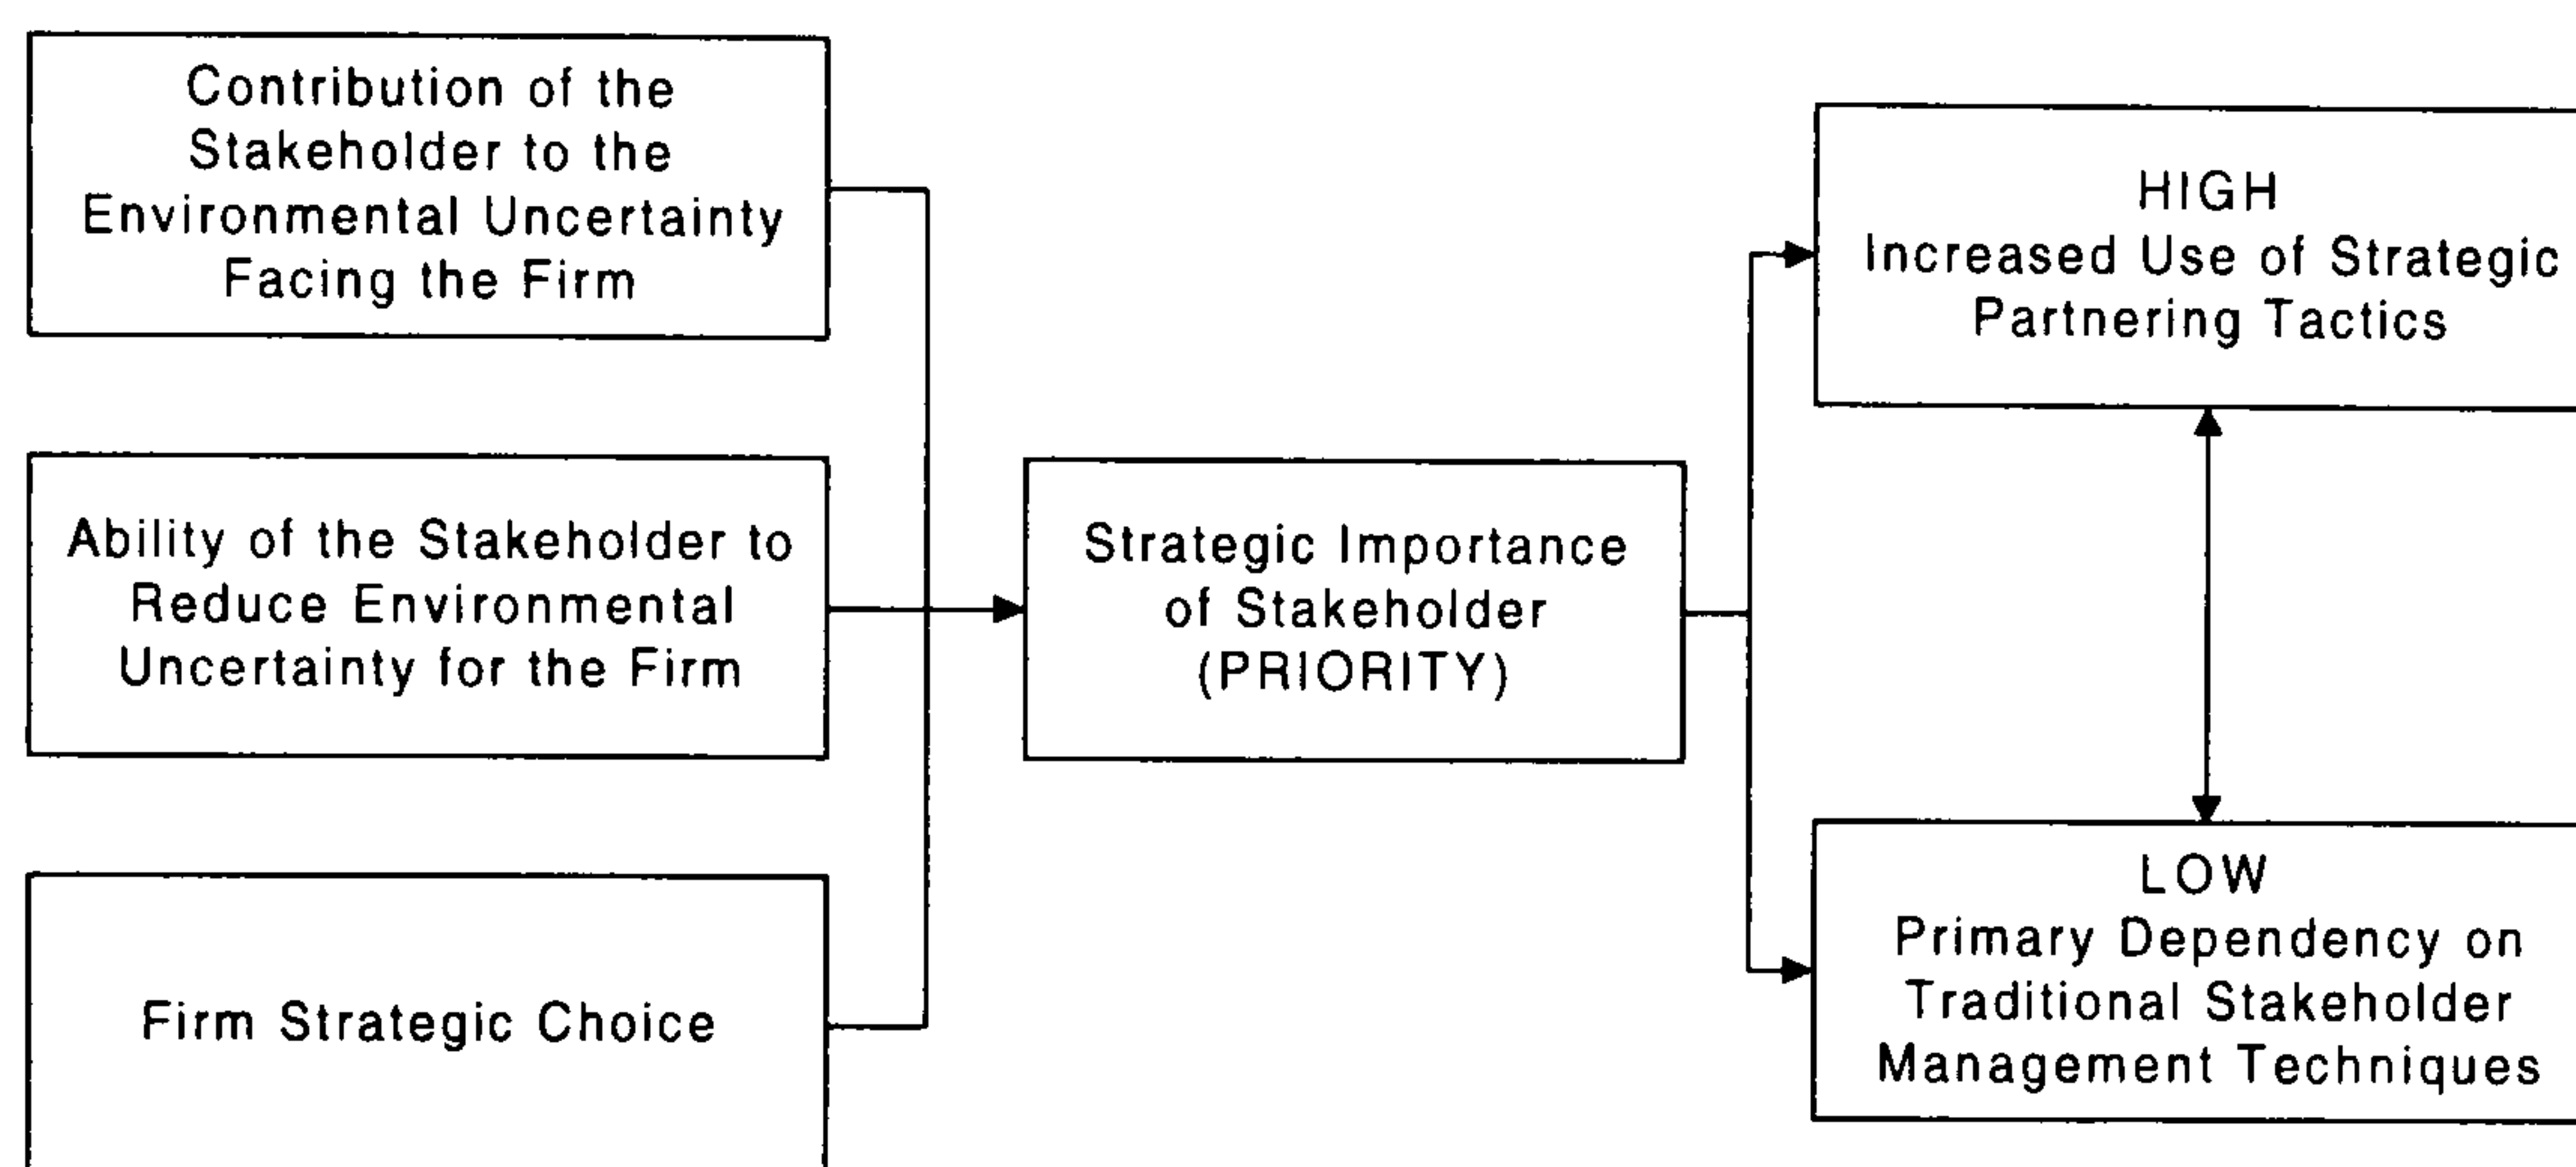 Contribution of the
Stakeholder to the
Environmental Uncertainty
Facing the Firm
Ability of the Stakeholder to
Reduce Environmental
Uncertainty for the Firm
Firm Strategic Choice
Strategic Importance
of Stakeholder
(PRIORITY)
HIGH
Increased Use of Strategic
Partnering Tactics
LOW
Primary Dependency on
Traditional Stakeholder
Management Techniques